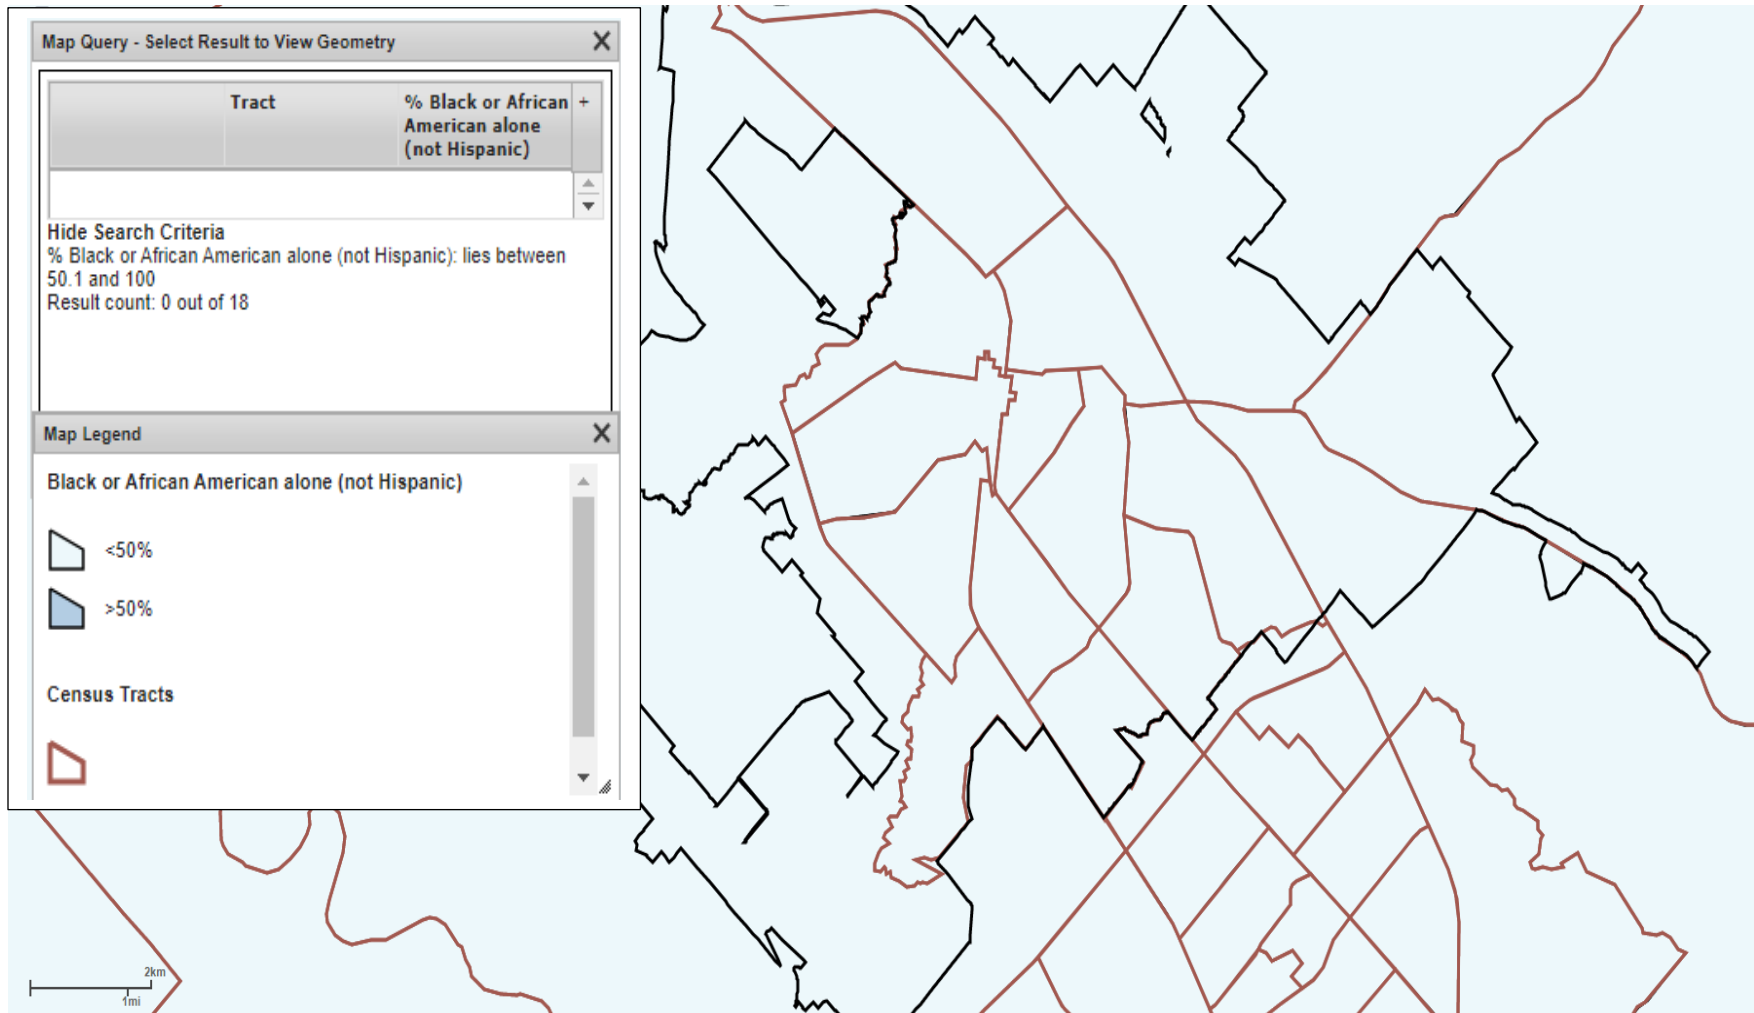 Map Query - Select Result to View Geometry
Tract
% Black or African
American alone
(not Hispanic)
+
Hide Search Criteria
% Black or African American alone (not Hispanic): lies between
50.1 and 100
Result count: 0 out of 18
Map Legend
Black or African American alone (not Hispanic)
<50%
>50%
Census Tracts
2km
1mi